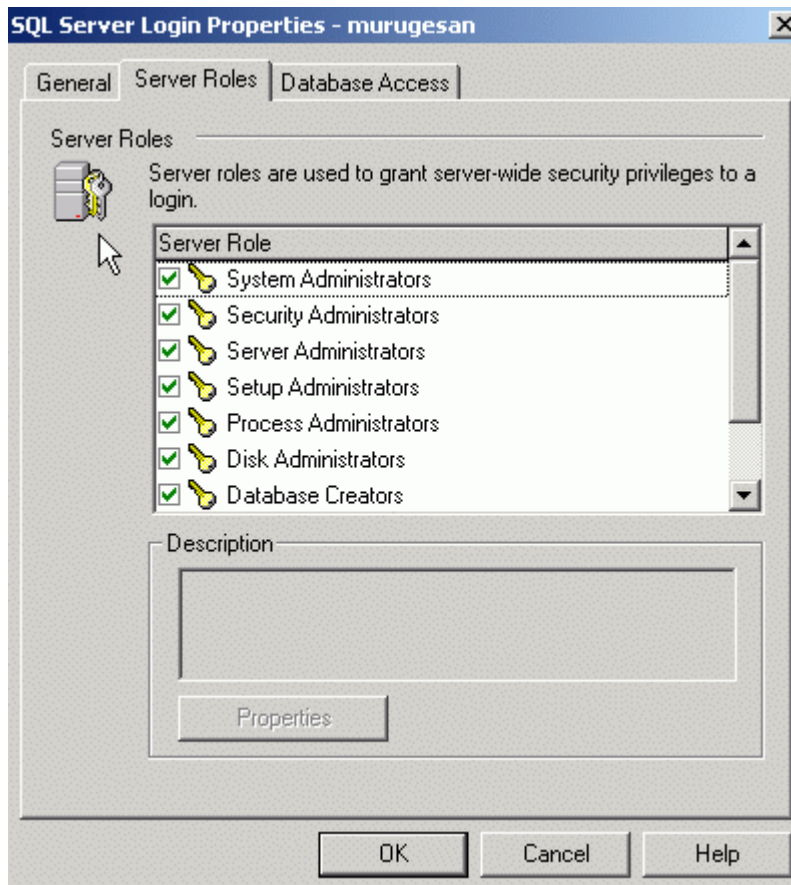 SQL Server Login Properties - murugesan
General
Server Roles
Database Access
Server Roles
Server roles are used to grant server-wide security privileges to a
login.
Server Role
System Administrators
Security Administrators
Server Administrators
Setup Administrators
Process Administrators
Disk Administrators
Database Creators
Description
Properties
OK
Cancel
Help